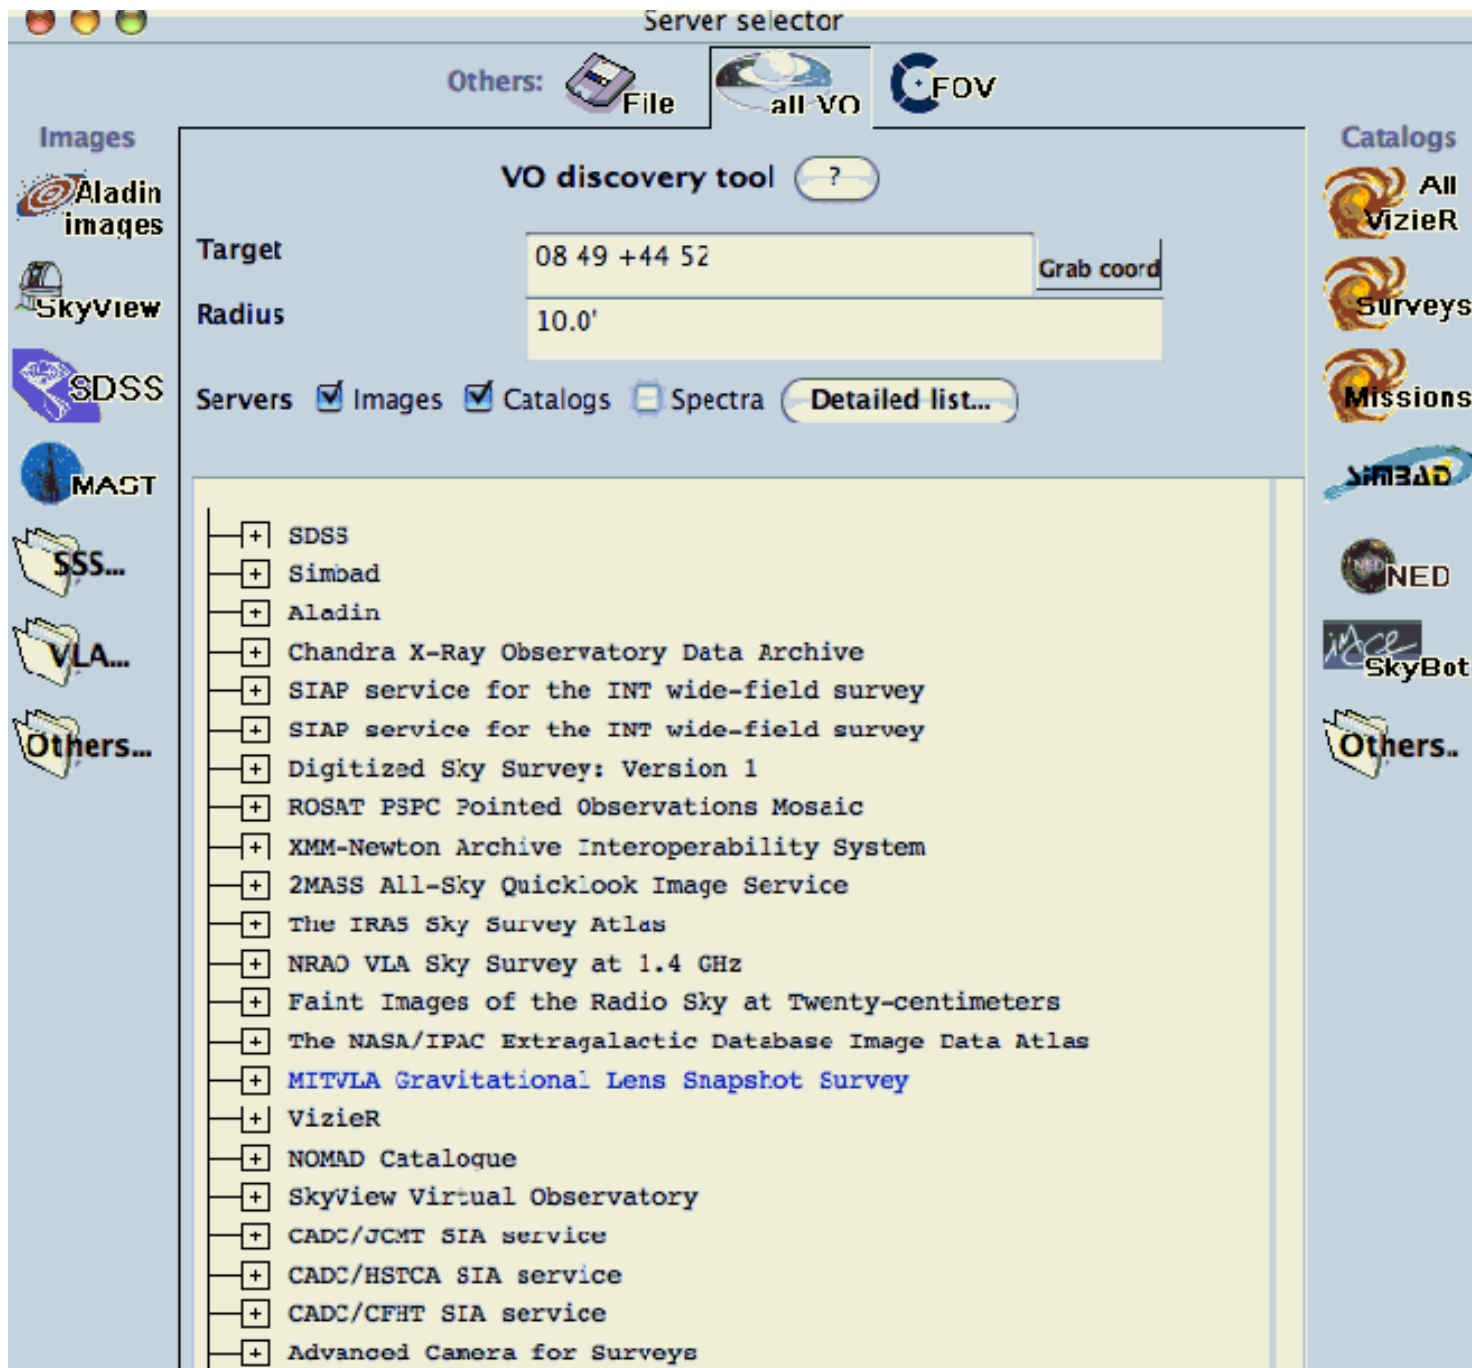 Server selector
Others: File all VO FOV
Images
Aladin
images
SkyView
SDSS
MAST
SSS...
VLA...
Others...
VO discovery tool ?
Target 08 49 +44 52 Grab coord
Radius 10.0'
Servers Images Catalogs Spectra Detailed list...
SDSS
Simbad
Aladin
Chandra X-Ray Observatory Data Archive
SIAP service for the INT wide-field survey
SIAP service for the INT wide-field survey
Digitized Sky Survey: Version 1
ROSAT PSPC Pointed Observations Mosaic
XMM-Newton Archive Interoperability System
2MASS All-Sky Quicklook Image Service
The IRAS Sky Survey Atlas
NRAO VLA Sky Survey at 1.4 GHz
Faint Images of the Radio Sky at Twenty-centimeters
The NASA/IPAC Extragalactic Database Image Data Atlas
MITVLA Gravitational Lens Snapshot Survey
VizieR
NOMAD Catalogue
SkyView Virtual Observatory
CADC/JCMT SIA service
CADC/HSTCA SIA service
CADC/CFHT SIA service
Advanced Camera for Surveys
Catalogs
All
VizieR
Surveys
Missions
SIMBAD
NED
NED
imcce
SkyBot
Others..